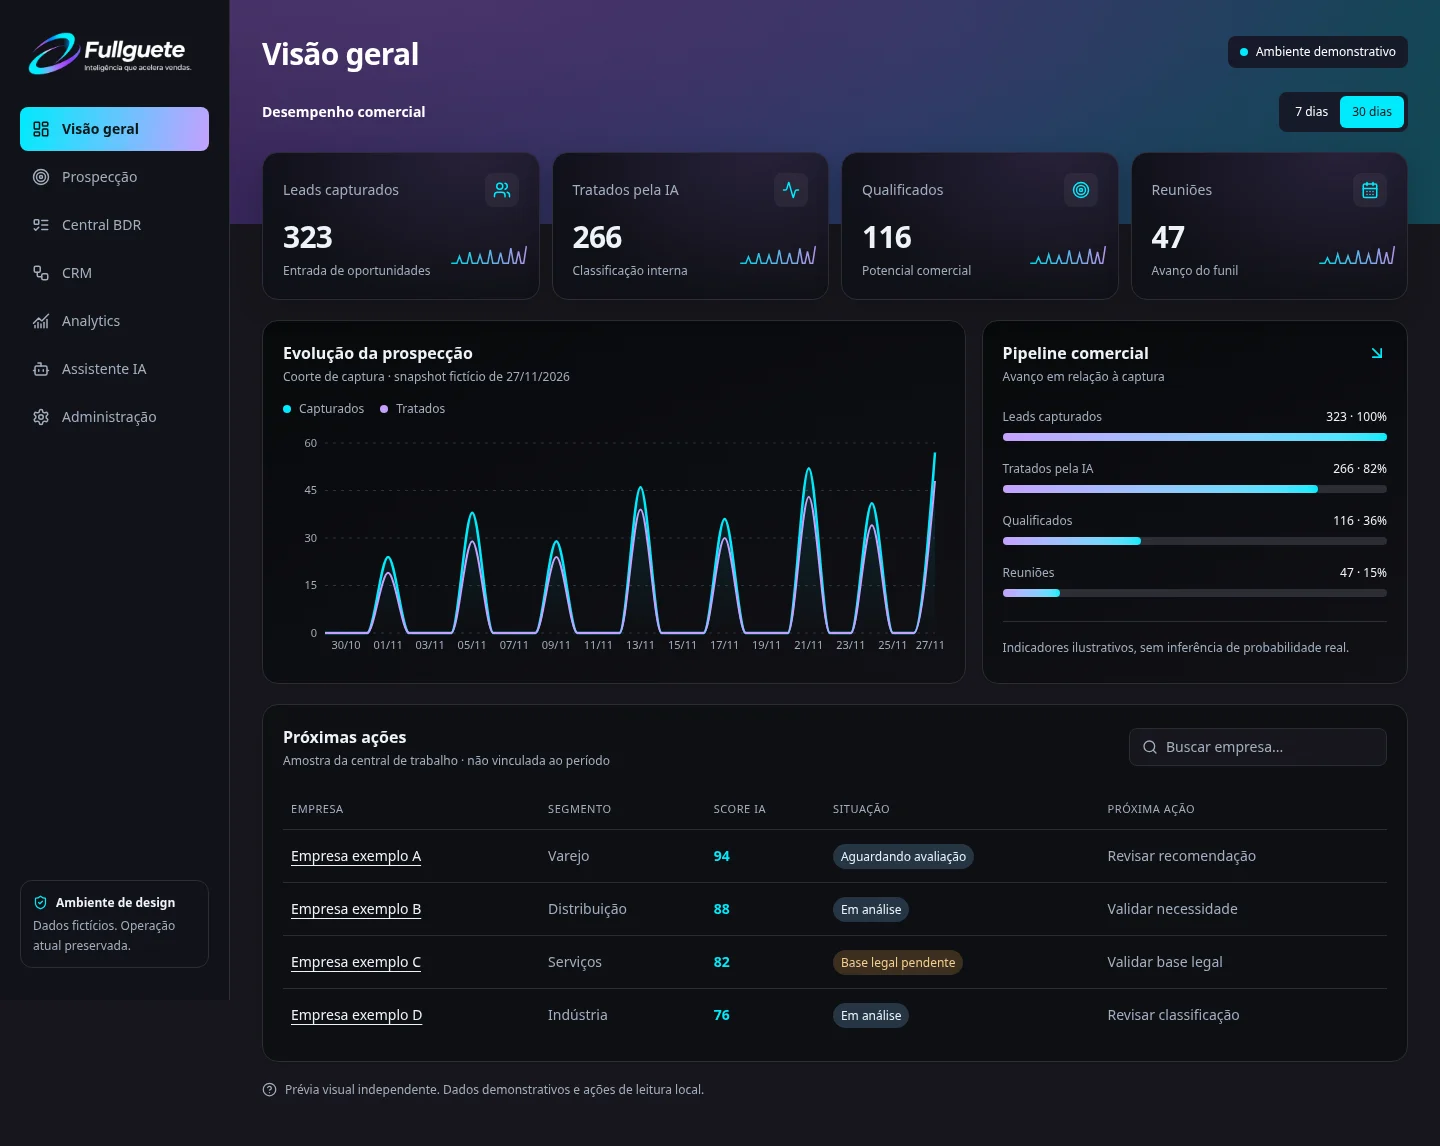 Fullguete
Inteligência que acelera vendas.
Visão geral
Prospecção
Central BDR
CRM
Analytics
Assistente IA
Administração
Ambiente de design
Dados fictícios. Operação
atual preservada.
Visão geral
Ambiente demonstrativo
Desempenho comercial
7 dias 30 dias
Leads capturados
323
Entrada de oportunidades
Tratados pela IA
266
Classificação interna
Qualificados
116
Potencial comercial
Reuniões
47
Avanço do funil
Evolução da prospecção
Coorte de captura · snapshot fictício de 27/11/2026
Capturados Tratados
60
45
30
15
0
30/10 01/11 03/11 05/11 07/11 09/11 11/11 13/11 15/11 17/11 19/11 21/11 23/11 25/11 27/11
Pipeline comercial
Avanço em relação à captura
Leads capturados 323 · 100%
Tratados pela IA 266 · 82%
Qualificados 116 · 36%
Reuniões 47 · 15%
Indicadores ilustrativos, sem inferência de probabilidade real.
Próximas ações
Amostra da central de trabalho · não vinculada ao período
Buscar empresa...
EMPRESA SEGMENTO SCORE IA SITUAÇÃO PRÓXIMA AÇÃO
Empresa exemplo A Varejo 94 Aguardando avaliação Revisar recomendação
Empresa exemplo B Distribuição 88 Em análise Validar necessidade
Empresa exemplo C Serviços 82 Base legal pendente Validar base legal
Empresa exemplo D Indústria 76 Em análise Revisar classificação
Prévia visual independente. Dados demonstrativos e ações de leitura local.